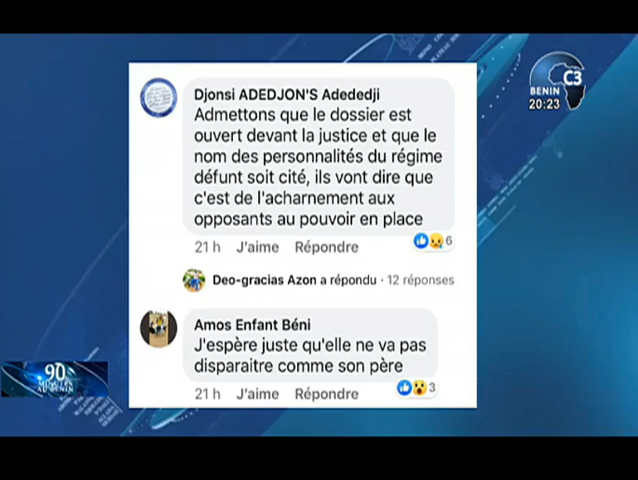 Djonsi ADEDJON'S Adededji
Admettons que le dossier est
ouvert devant la justice et que le
nom des personnalités du régime
défunt soit cité, ils vont dire que
c'est de l'acharnement aux
opposants au pouvoir en place
21 h J'aime Répondre 6
Deo-gracias Azon a répondu · 12 réponses
Amos Enfant Béni
J'espère juste qu'elle ne va pas
disparaitre comme son père
21 h J'aime Répondre 3
C3
BENIN
20:23
90
MINUTES
AU BENIN